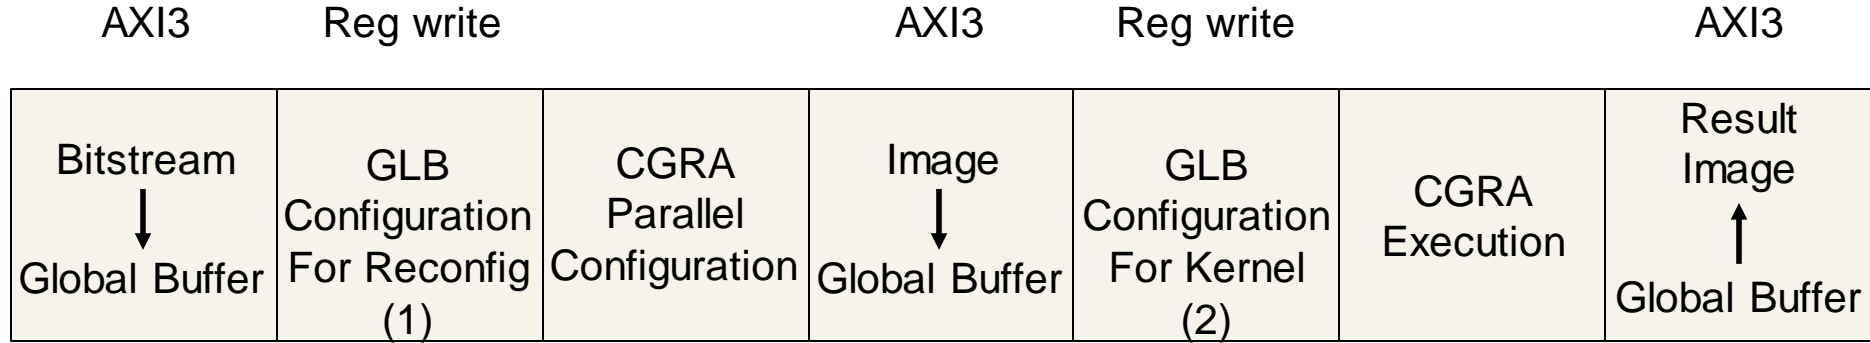 AXI3 Reg write AXI3 Reg write AXI3
Bitstream
Global Buffer
GLB
Configuration
For Reconfig
(1)
CGRA
Parallel
Configuration
Image
Global Buffer
GLB
Configuration
For Kernel
(2)
CGRA
Execution
Result
Image
Global Buffer